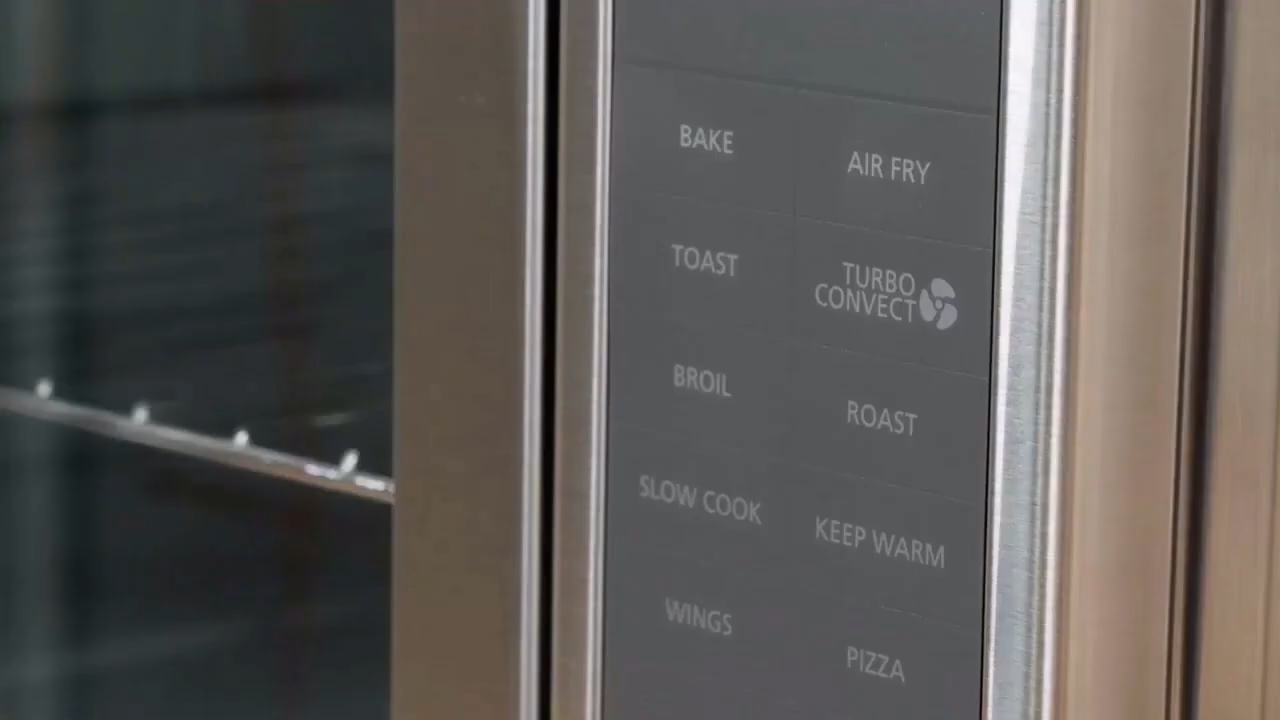 BAKE
AIR FRY
TOAST
TURBO
CONVECT
BROIL
ROAST
SLOW COOK
KEEP WARM
WINGS
PIZZA